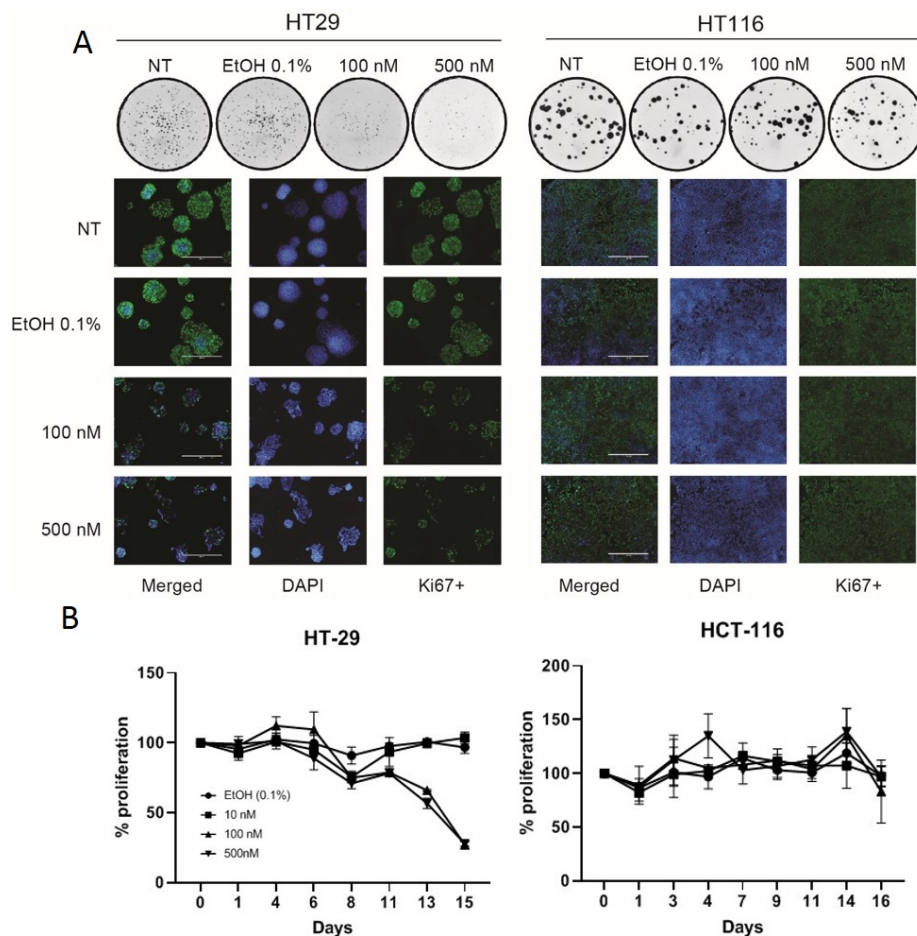 A
HT29
HT116
NT EtOH 0.1% 100 nM 500 nM
NT EtOH 0.1% 100 nM 500 nM
NT
EtOH 0.1%
100 nM
500 nM
Merged DAPI Ki67+
Merged DAPI Ki67+
B
HT-29
% proliferation
150
100
50
0
EtOH (0.1%)
10 nM
100 nM
500nM
0 1 4 6 8 11 13 15
Days
HCT-116
% proliferation
200
150
100
50
0
0 1 3 4 7 9 11 14 16
Days